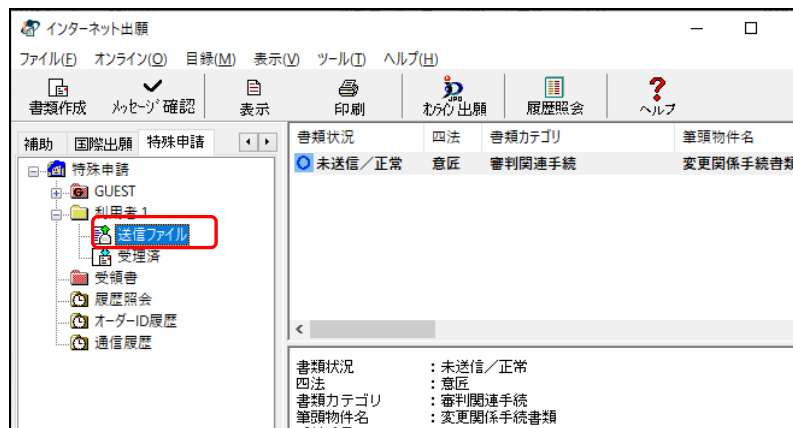 インターネット出願
ファイル(F) オンライン(O) 目録(M) 表示(V) ツール(T) ヘルプ(H)
書類作成 メッセージ確認 表示 印刷 オンライン出願 履歴照会 ヘルプ
補助 国際出願 特殊申請
特殊申請
GUEST
利用者1
送信ファイル
受理済
受領書
履歴照会
オーダーID履歴
通信履歴
書類状況 四法 書類カテゴリ 筆頭物件名
未送信／正常 意匠 審判関連手続 変更関係手続書類
書類状況 ：未送信／正常
四法 ：意匠
書類カテゴリ ：審判関連手続
筆頭物件名 ：変更関係手続書類